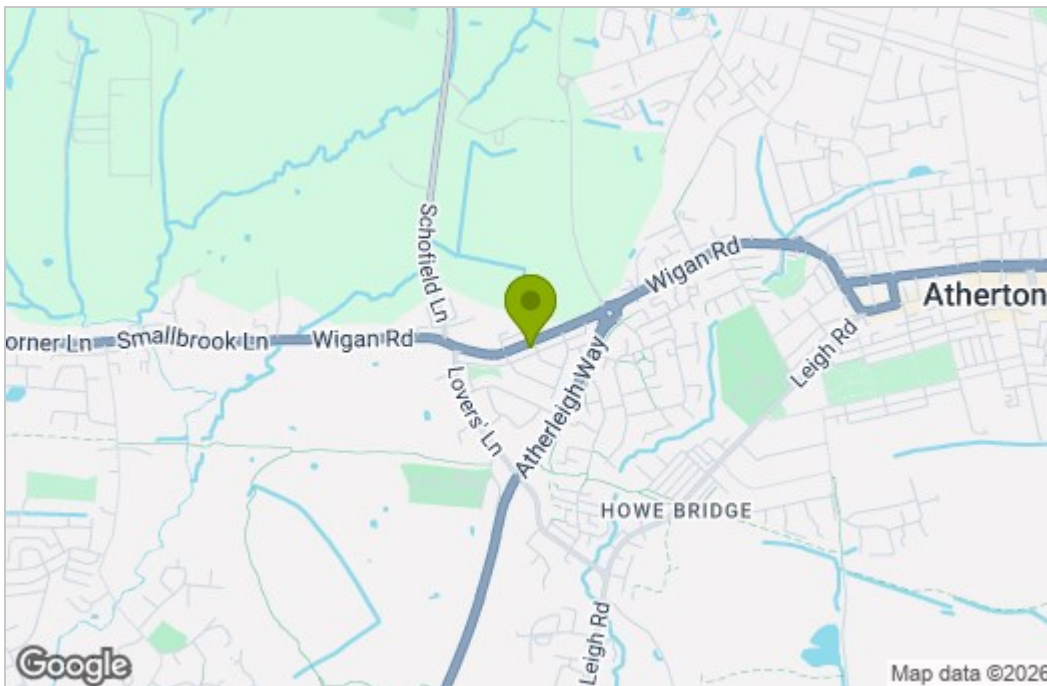 Schofield Ln
Wigan Rd
Atherton
orner Ln
Smallbrook Ln
Wigan Rd
Leigh Rd
Atherleigh Way
Lovers' Ln
HOWE BRIDGE
Leigh Rd
Google
Map data ©2026